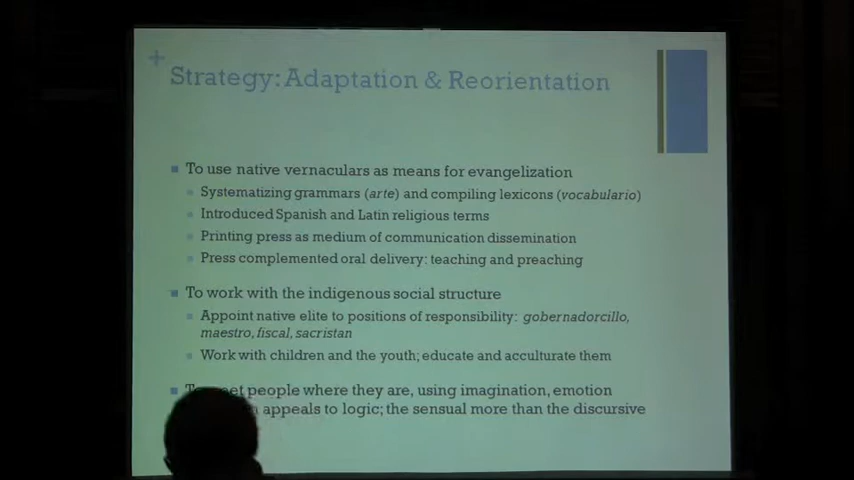 +
Strategy: Adaptation & Reorientation
To use native vernaculars as means for evangelization
Systematizing grammars (arte) and compiling lexicons (vocabulario)
Introduced Spanish and Latin religious terms
Printing press as medium of communication dissemination
Press complemented oral delivery: teaching and preaching
To work with the indigenous social structure
Appoint native elite to positions of responsibility: gobernadorcillo,
maestro, fiscal, sacristan
Work with children and the youth; educate and acculturate them
people where they are, using imagination, emotion
appeals to logic; the sensual more than the discursive